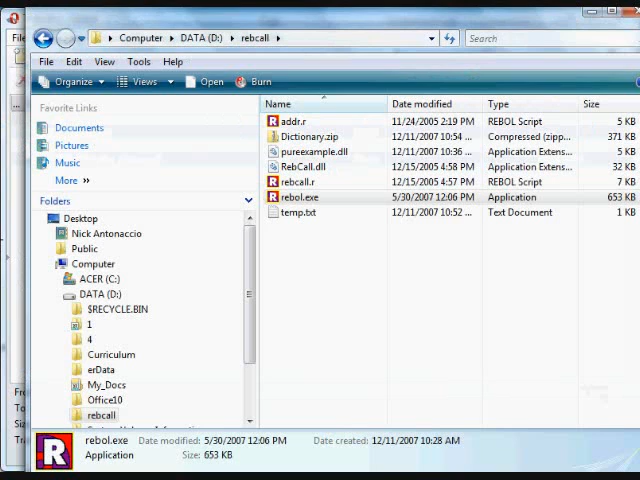 File
Computer DATA (D:) rebcall
Search
File Edit View Tools Help
Organize Views Open Burn
Favorite Links
Documents
Pictures
Music
More »
Folders
Desktop
Nick Antonaccio
Public
Computer
ACER (C:)
DATA (D:)
$RECYCLE.BIN
1
4
Curriculum
erData
My_Docs
Office10
rebcall
Name Date modified Type Size
addr.r 11/24/2005 2:19 PM REBOL Script 5 KB
Dictionary.zip 12/11/2007 10:54 ... Compressed (zipp... 371 KB
pureexample.dll 12/11/2007 10:36 ... Application Extens... 5 KB
RebCall.dll 12/15/2005 4:58 PM Application Extens... 32 KB
rebcall.r 12/15/2005 4:57 PM REBOL Script 7 KB
rebol.exe 5/30/2007 12:06 PM Application 653 KB
temp.txt 12/11/2007 10:52 ... Text Document 1 KB
Fro
To
Siz
Tra
R
rebol.exe Date modified: 5/30/2007 12:06 PM Date created: 12/11/2007 10:28 AM
Application Size: 653 KB